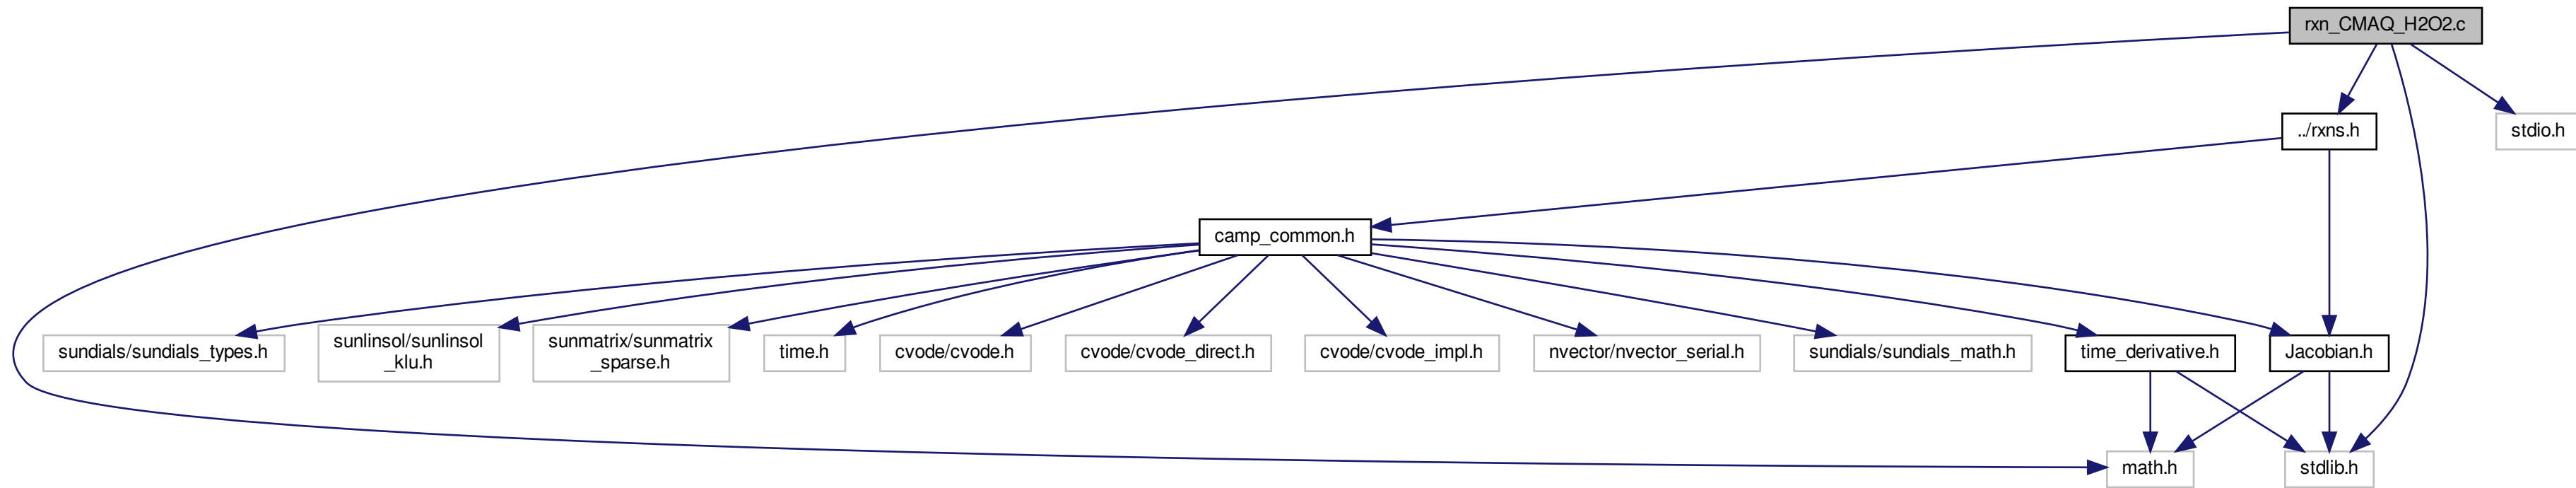 rxn_CMAQ_H2O2.c
../rxns.h
stdio.h
camp_common.h
sundials/sundials_types.h
sunlinsol/sunlinsol
_klu.h
sunmatrix/sunmatrix
_sparse.h
time.h
cvode/cvode.h
cvode/cvode_direct.h
cvode/cvode_impl.h
nvector/nvector_serial.h
sundials/sundials_math.h
time_derivative.h
Jacobian.h
math.h
stdlib.h